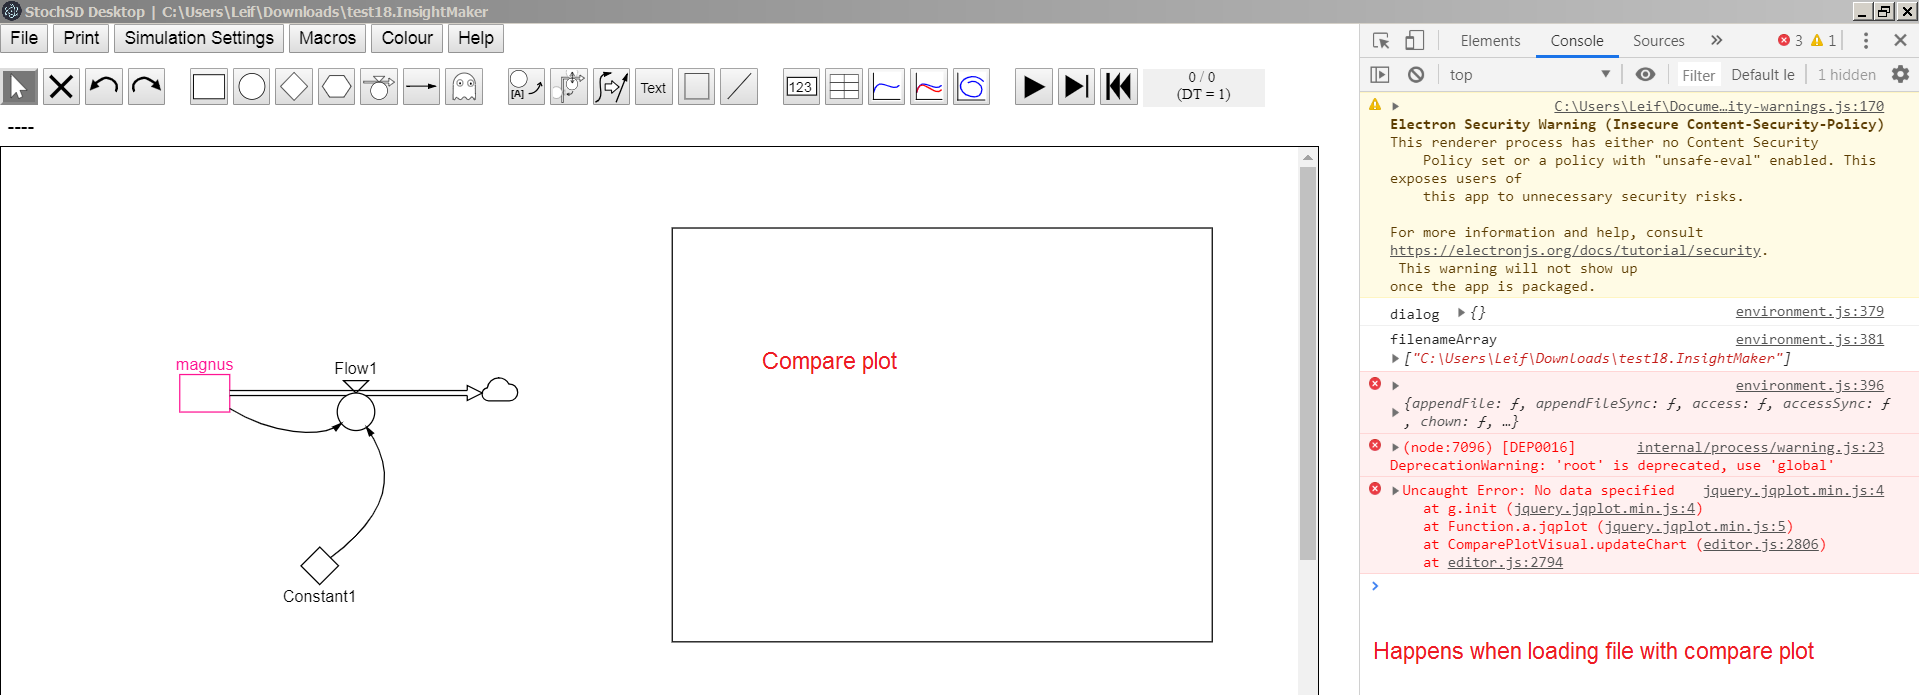 StochSD Desktop | C:\Users\Leif\Downloads\test18.InsightMaker
File Print Simulation Settings Macros Colour Help
[A] Text 123 0 / 0
(DT = 1)
----
magnus
Flow1
Constant1
Compare plot
Elements Console Sources » 3 1
top Filter Default le 1 hidden
C:\Users\Leif\Docume…ity-warnings.js:170
Electron Security Warning (Insecure Content-Security-Policy)
This renderer process has either no Content Security
Policy set or a policy with "unsafe-eval" enabled. This
exposes users of
this app to unnecessary security risks.
For more information and help, consult
https://electronjs.org/docs/tutorial/security.
This warning will not show up
once the app is packaged.
dialog {} environment.js:379
filenameArray environment.js:381
["C:\Users\Leif\Downloads\test18.InsightMaker"]
environment.js:396
{appendFile: ƒ, appendFileSync: ƒ, access: ƒ, accessSync: ƒ
, chown: ƒ, …}
(node:7096) [DEP0016] internal/process/warning.js:23
DeprecationWarning: 'root' is deprecated, use 'global'
Uncaught Error: No data specified jquery.jqplot.min.js:4
at g.init (jquery.jqplot.min.js:4)
at Function.a.jqplot (jquery.jqplot.min.js:5)
at ComparePlotVisual.updateChart (editor.js:2806)
at editor.js:2794
Happens when loading file with compare plot